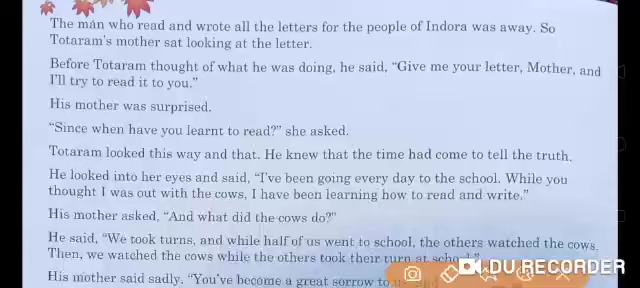 The man who read and wrote all the letters for the people of Indora was away. So
Totaram's mother sat looking at the letter.
Before Totaram thought of what he was doing, he said, "Give me your letter, Mother, and
I'll try to read it to you."
His mother was surprised.
"Since when have you learnt to read?" she asked.
Totaram looked this way and that. He knew that the time had come to tell the truth.
He looked into her eyes and said, "I've been going every day to the school. While you
thought I was out with the cows, I have been learning how to read and write."
His mother asked, "And what did the cows do?"
He said, "We took turns, and while half of us went to school, the others watched the cows.
Then, we watched the cows while the others took their turn at school."
His mother said sadly, "You've become a great sorrow to
DU RECORDER